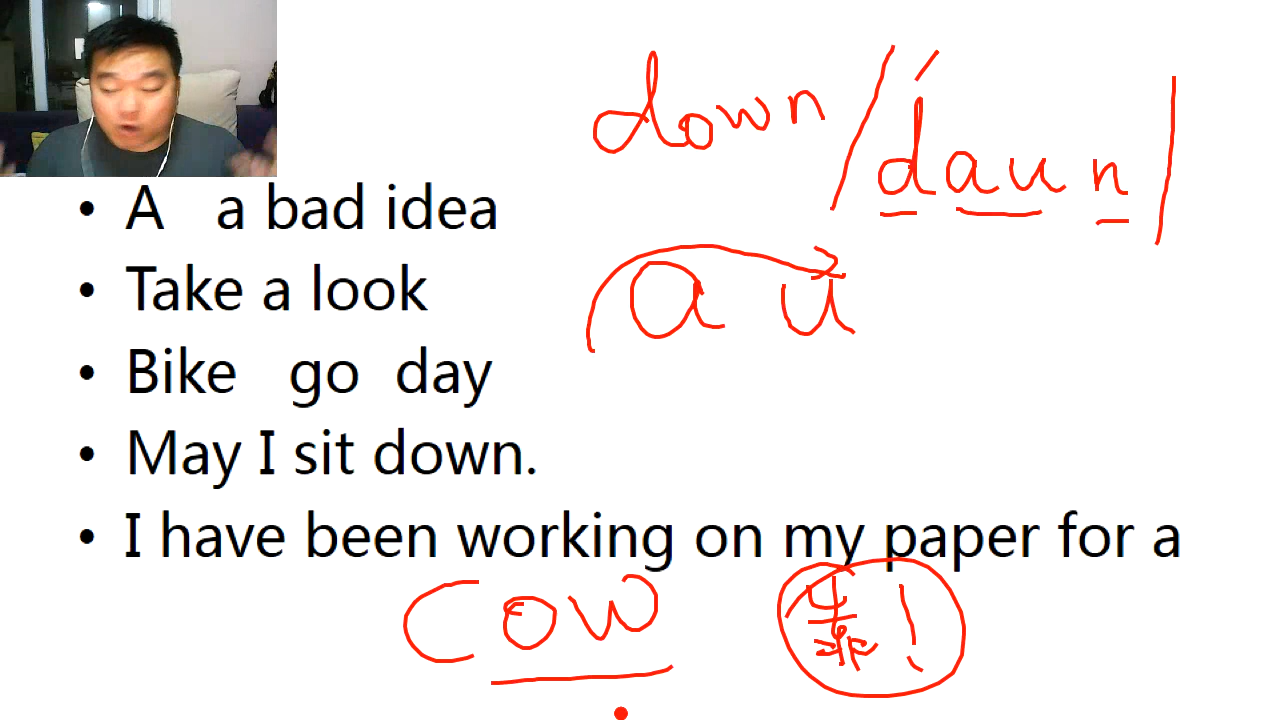 down /'daun/
• A a bad idea
• Take a look
au
• Bike go day
• May I sit down.
• I have been working on my paper for a
cow